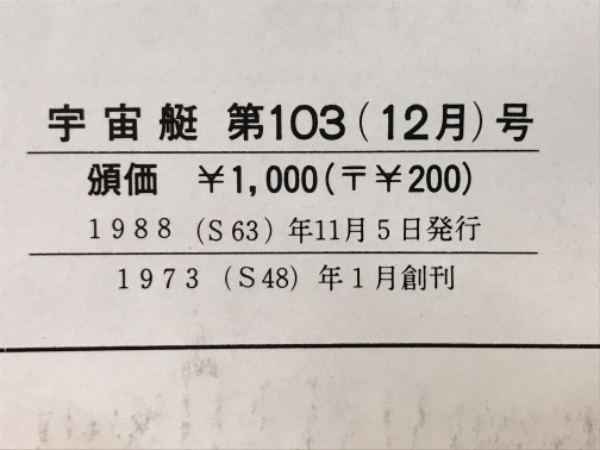 宇宙艇 第103(12月)号
頒価 ¥1,000(〒¥200)
1988 (S63) 年11月5日発行
1973 (S48) 年1月創刊